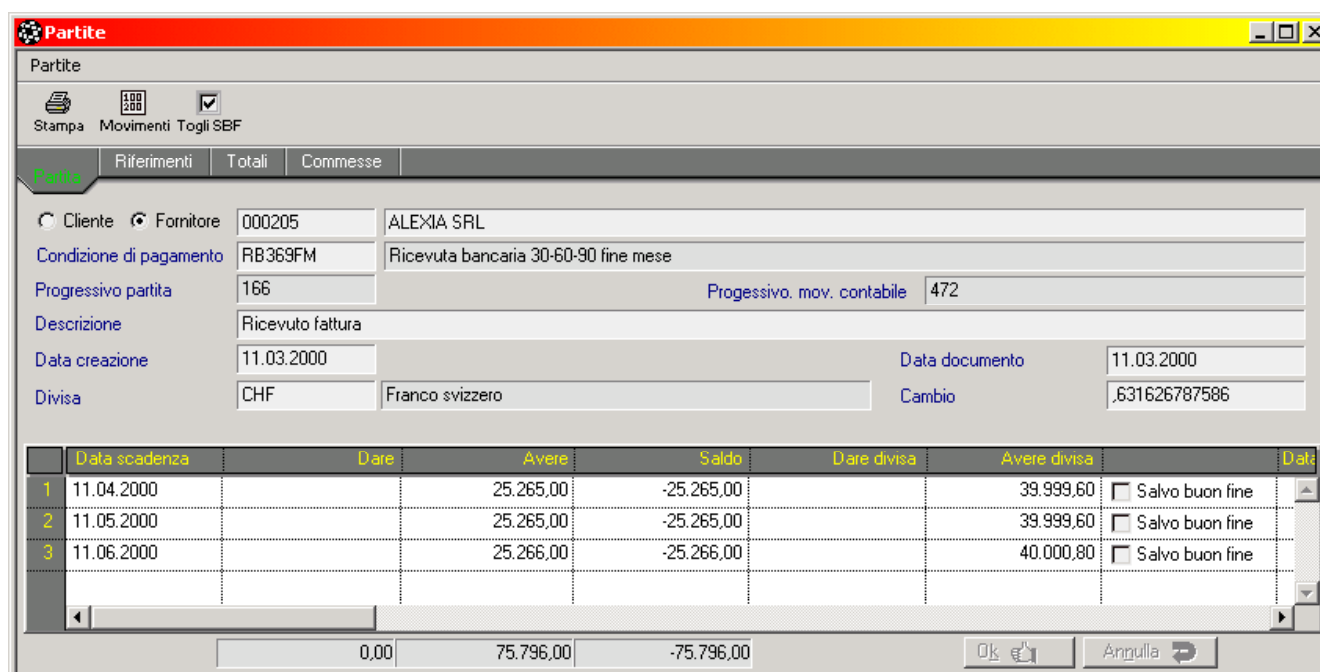 Partite
Partite
Stampa Movimenti Togli SBF
Partita Riferimenti Totali Commesse
Cliente Fornitore 000205 ALEXIA SRL
Condizione di pagamento RB369FM Ricevuta bancaria 30-60-90 fine mese
Progressivo partita 166 Progessivo. mov. contabile 472
Descrizione Ricevuto fattura
Data creazione 11.03.2000 Data documento 11.03.2000
Divisa CHF Franco svizzero Cambio ,631626787586
Data scadenza Dare Avere Saldo Dare divisa Avere divisa Data
1 11.04.2000 25.265,00 -25.265,00 39.999,60 Salvo buon fine
2 11.05.2000 25.265,00 -25.265,00 39.999,60 Salvo buon fine
3 11.06.2000 25.266,00 -25.266,00 40.000,80 Salvo buon fine
0,00 75.796,00 -75.796,00 Ok Annulla